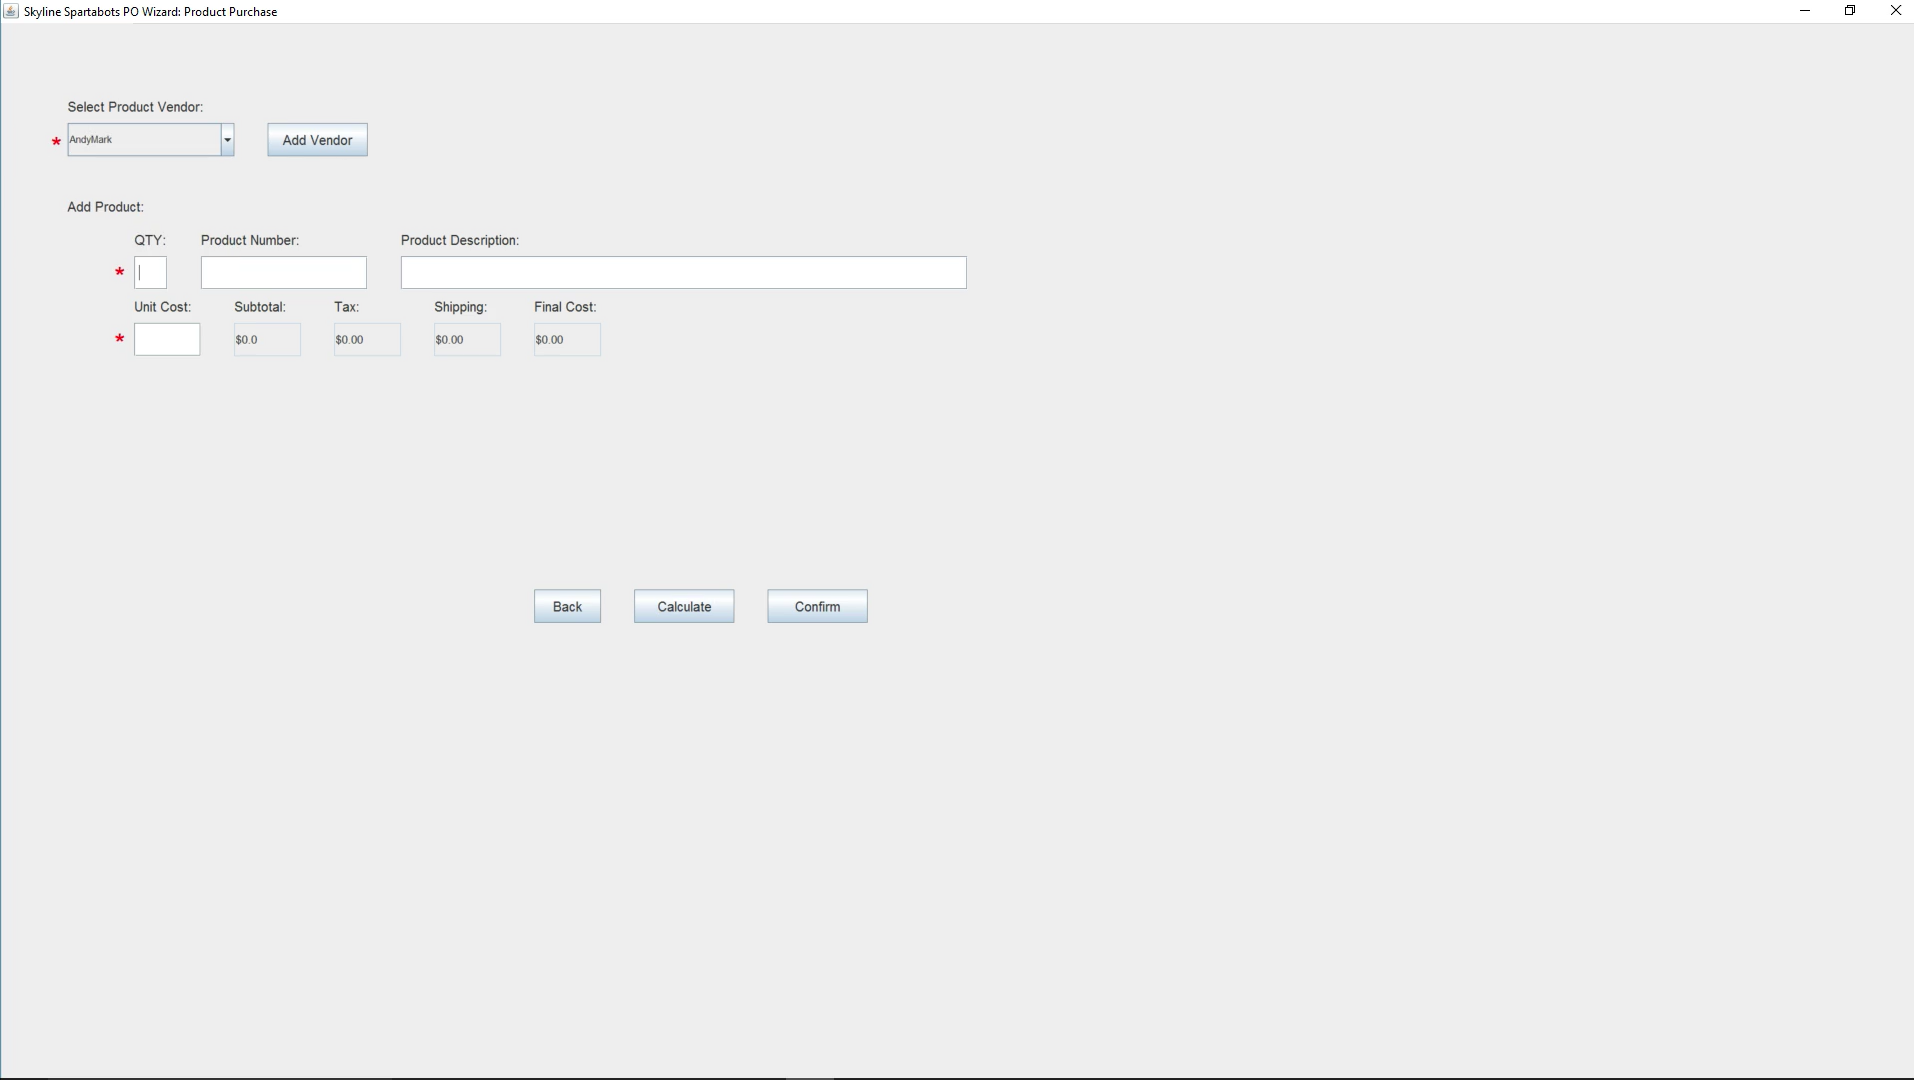 Skyline Spartabots PO Wizard: Product Purchase
Select Product Vendor:
* AndyMark Add Vendor
Add Product:
QTY: Product Number: Product Description:
*
Unit Cost: Subtotal: Tax: Shipping: Final Cost:
* $0.0 $0.00 $0.00 $0.00
Back Calculate Confirm